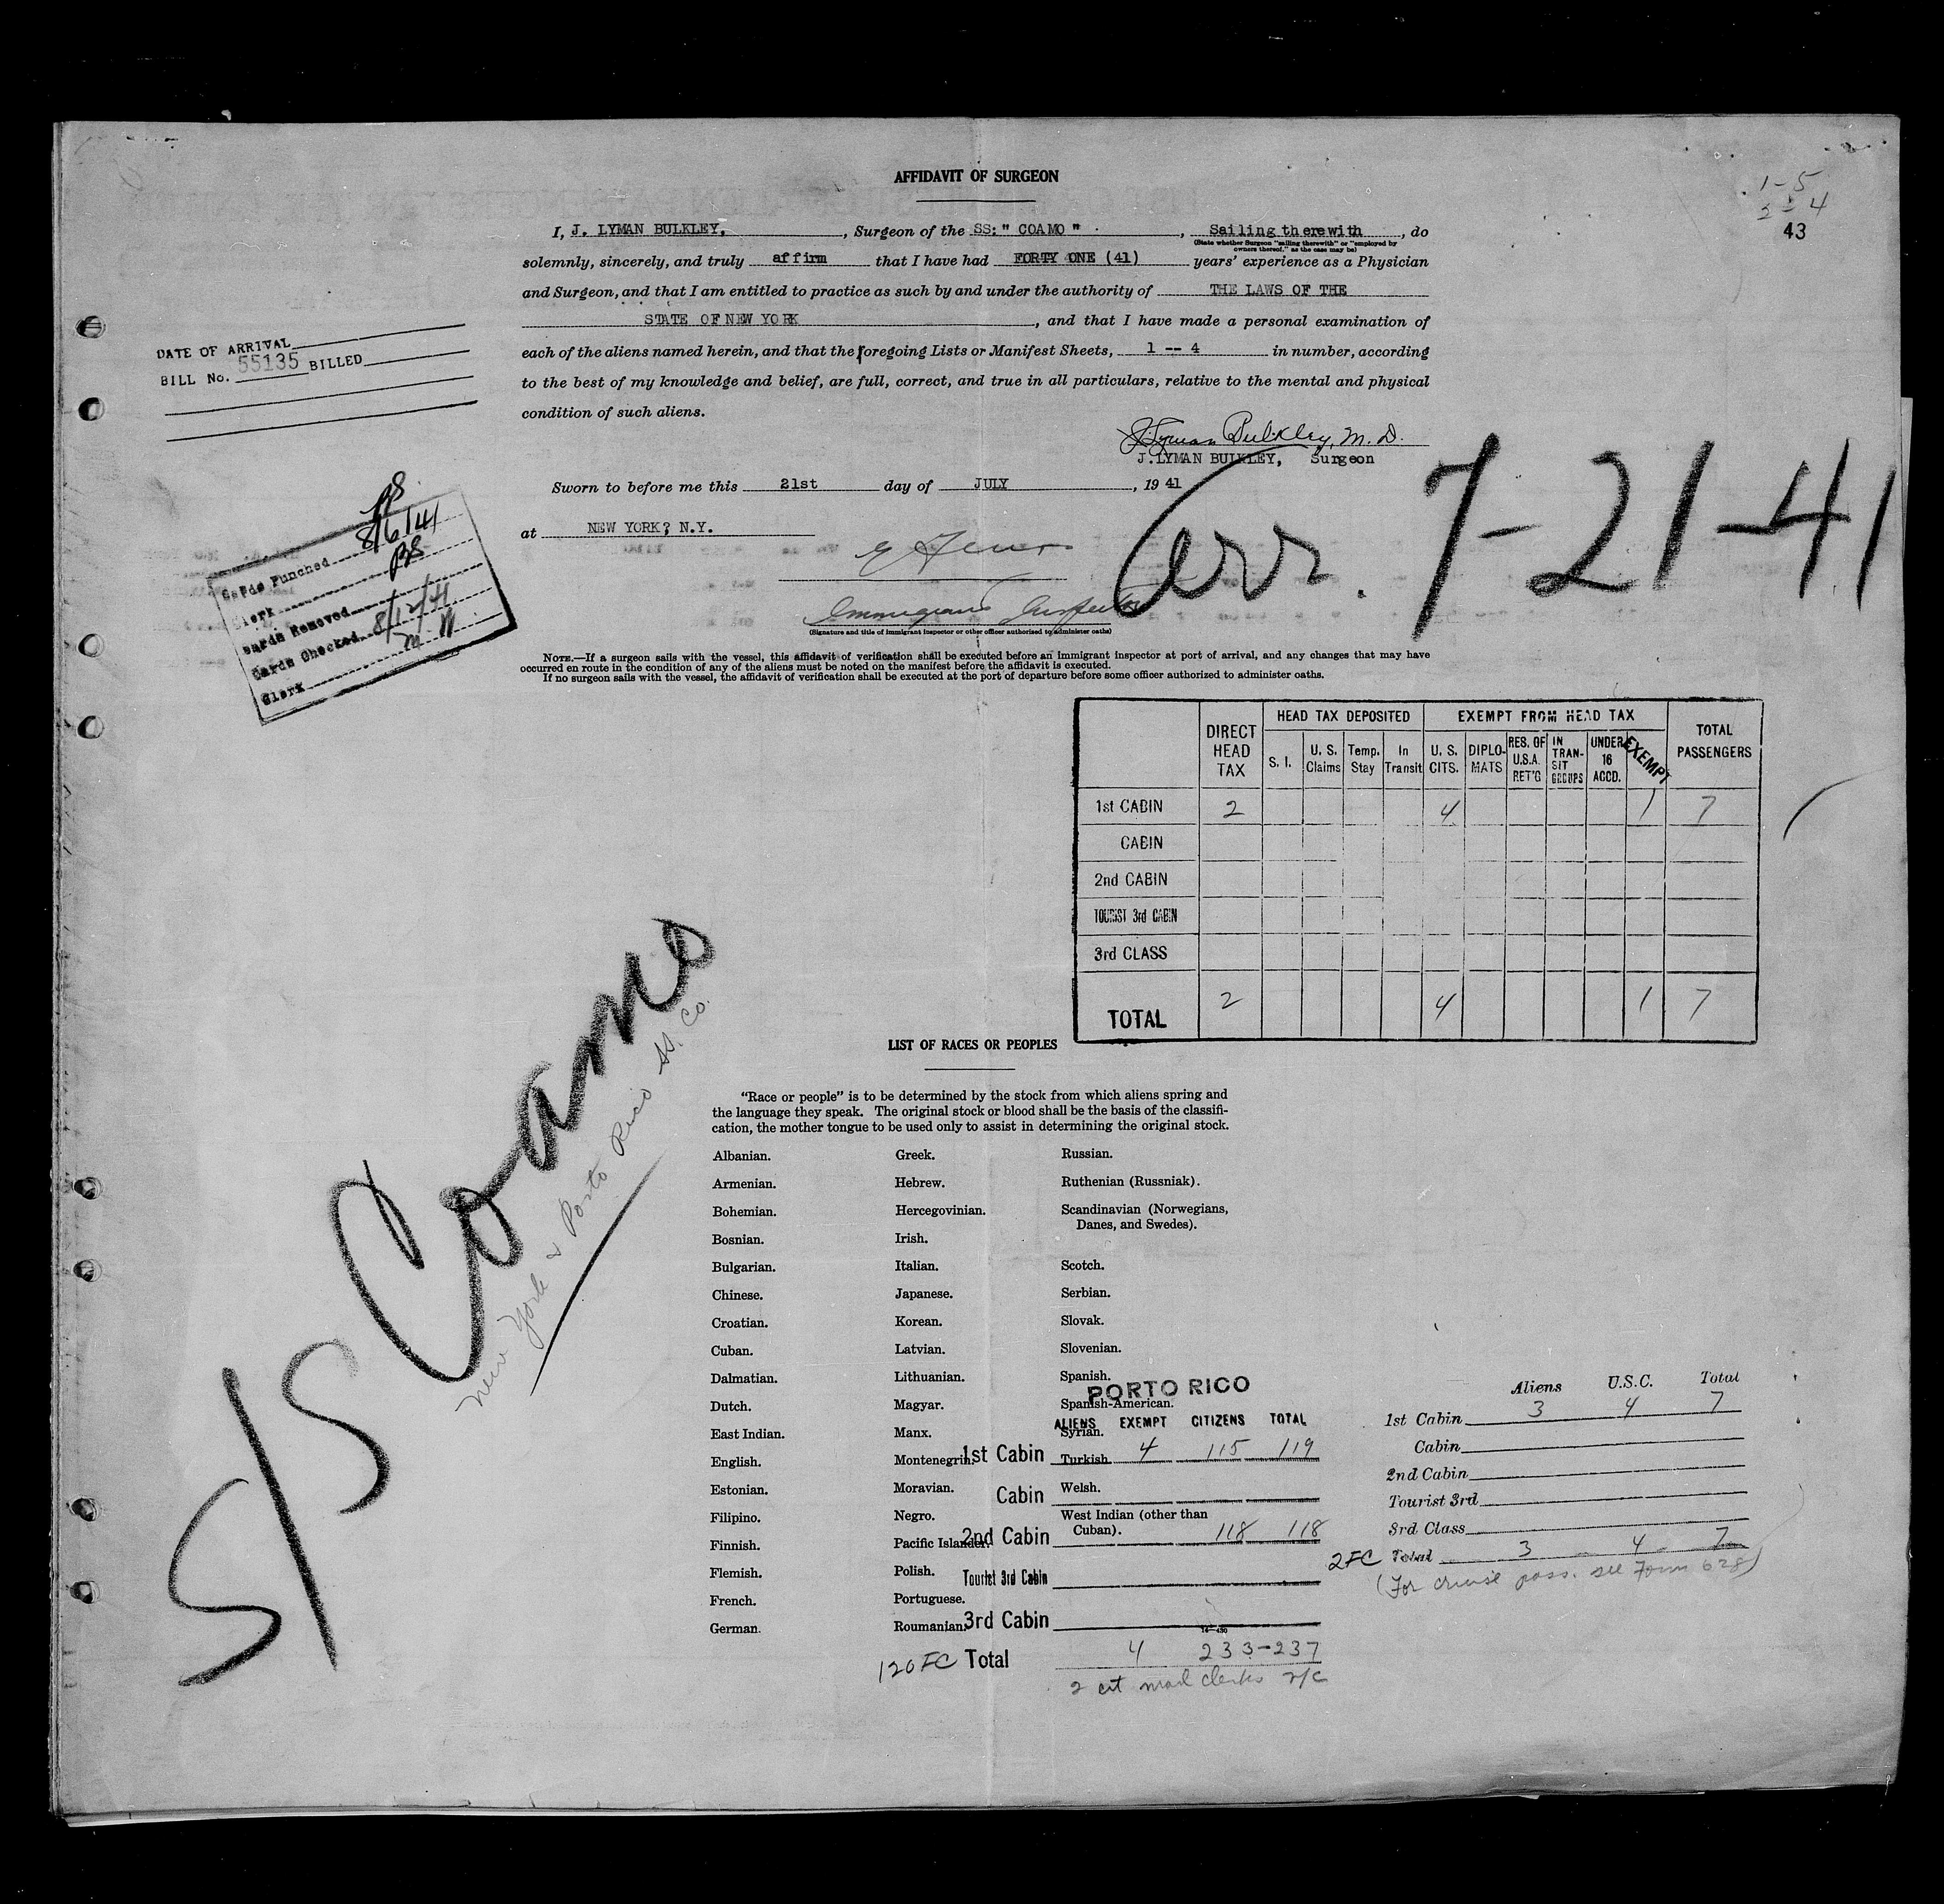 AFFIDAVIT OF SURGEON
1-5
2-4
43
I, J. LYMAN BULKLEY, , Surgeon of the SS: " COAMO " , Sailing therewith , do
(State whether Surgeon "sailing therewith" or "employed by
owners thereof," as the case may be)
solemnly, sincerely, and truly affirm that I have had FORTY ONE (41) years' experience as a Physician
and Surgeon, and that I am entitled to practice as such by and under the authority of THE LAWS OF THE
STATE OF NEW YORK , and that I have made a personal examination of
each of the aliens named herein, and that the foregoing Lists or Manifest Sheets, 1 -- 4 in number, according
to the best of my knowledge and belief, are full, correct, and true in all particulars, relative to the mental and physical
condition of such aliens.
DATE OF ARRIVAL
BILL No. 55135 BILLED
J. Lyman Bulkley, M. D.
J.LYMAN BULKLEY, Surgeon
Sworn to before me this 21st day of JULY , 19 41
at NEW YORK? N.Y.
Immigrant Inspector
(Signature and title of immigrant inspector or other officer authorized to administer oaths)
Arr. 7-21-41
Cards Punched 8/6/41
Clerk BS
Cards Removed
Cards Checked 8/12/41
Clerk M.W
NOTE.—If a surgeon sails with the vessel, this affidavit of verification shall be executed before an immigrant inspector at port of arrival, and any changes that may have
occurred en route in the condition of any of the aliens must be noted on the manifest before the affidavit is executed.
If no surgeon sails with the vessel, the affidavit of verification shall be executed at the port of departure before some officer authorized to administer oaths.
DIRECT HEAD TAX HEAD TAX DEPOSITED EXEMPT FROM HEAD TAX TOTAL PASSENGERS
S. I. U. S. Claims Temp. Stay In Transit U. S. CITS. DIPLO-MATS RES. OF U.S.A. RET'G IN TRAN-SIT GROUPS UNDER 16 ACCD. EXEMPT
1st CABIN 2 4 1 7
CABIN
2nd CABIN
TOURIST 3rd CABIN
3rd CLASS
TOTAL 2 4 1 7
S/S Coamo
New York & Porto Rico SS. Co.
LIST OF RACES OR PEOPLES
"Race or people" is to be determined by the stock from which aliens spring and
the language they speak. The original stock or blood shall be the basis of the classifi-
cation, the mother tongue to be used only to assist in determining the original stock.
Albanian.
Armenian.
Bohemian.
Bosnian.
Bulgarian.
Chinese.
Croatian.
Cuban.
Dalmatian.
Dutch.
East Indian.
English.
Estonian.
Filipino.
Finnish.
Flemish.
French.
German.
Greek.
Hebrew.
Hercegovinian.
Irish.
Italian.
Japanese.
Korean.
Latvian.
Lithuanian.
Magyar.
Manx.
Montenegrin.
Moravian.
Negro.
Pacific Islander.
Polish.
Portuguese.
Roumanian.
Russian.
Ruthenian (Russniak).
Scandinavian (Norwegians,
Danes, and Swedes).
Scotch.
Serbian.
Slovak.
Slovenian.
Spanish.
Spanish-American.
Syrian.
Turkish.
Welsh.
West Indian (other than
Cuban).
PORTO RICO
ALIENS EXEMPT CITIZENS TOTAL
1st Cabin 4 115 119
Cabin
2nd Cabin 118 118
Tourist 3rd Cabin
3rd Cabin
120 FC Total 4 233-237
2 cit mail clerks
Aliens U.S.C. Total
1st Cabin 3 4 7
Cabin
2nd Cabin
Tourist 3rd
3rd Class
2FC Total 3 4 7
(For cruise pass. see Form 628)